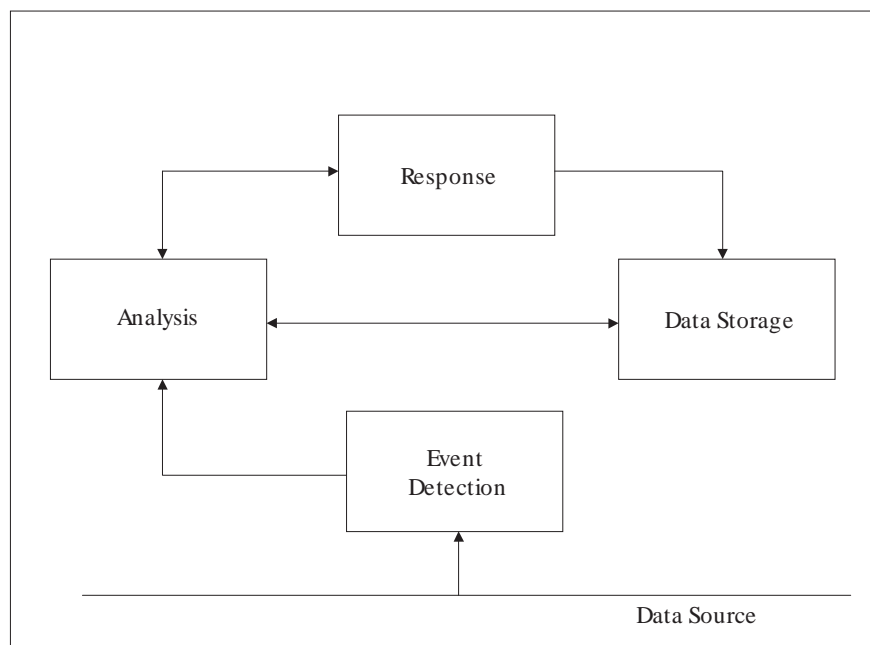 Response
Analysis
Data Storage
Event
Detection
Data Source